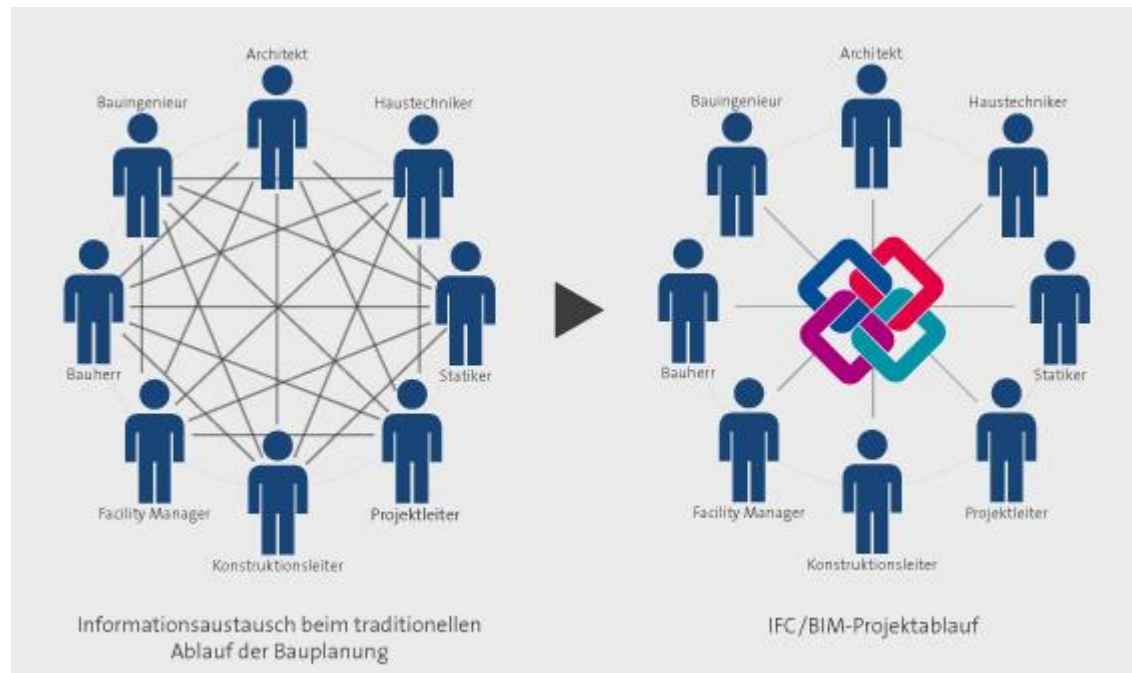 Architekt
Bauingenieur
Haustechniker
Bauherr
Statiker
Facility Manager
Projektleiter
Konstruktionsleiter
Informationsaustausch beim traditionellen
Ablauf der Bauplanung
Architekt
Bauingenieur
Haustechniker
Bauherr
Statiker
Facility Manager
Projektleiter
Konstruktionsleiter
IFC/BIM-Projektablauf